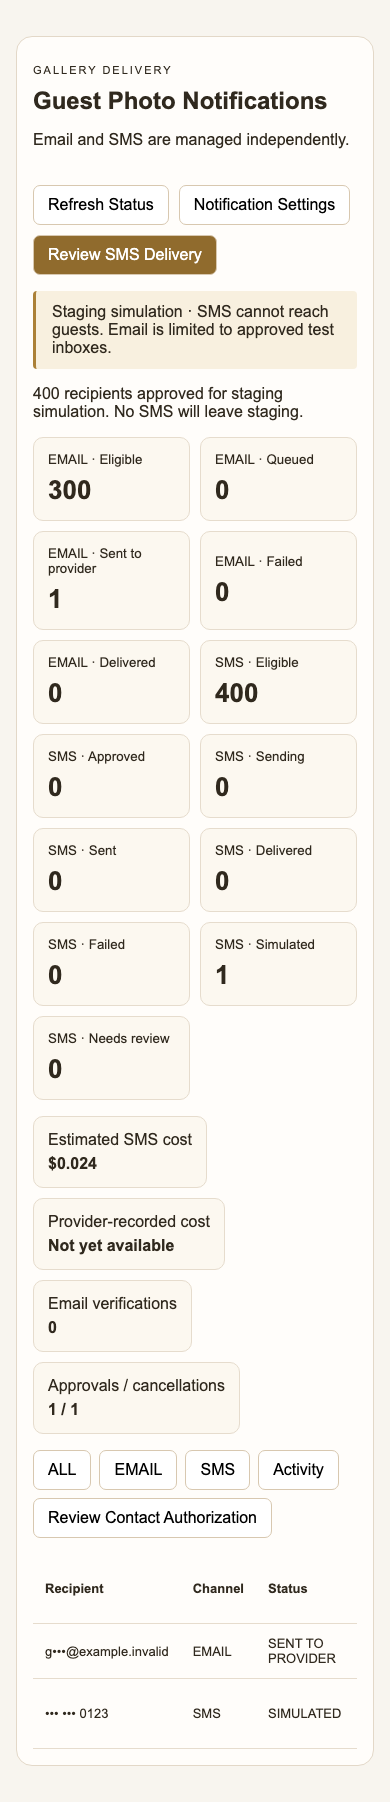 GALLERY DELIVERY
Guest Photo Notifications
Email and SMS are managed independently.
Refresh Status
Notification Settings
Review SMS Delivery
Staging simulation · SMS cannot reach
guests. Email is limited to approved test
inboxes.
400 recipients approved for staging
simulation. No SMS will leave staging.
EMAIL · Eligible
300
EMAIL · Queued
0
EMAIL · Sent to
provider
1
EMAIL · Failed
0
EMAIL · Delivered
0
SMS · Eligible
400
SMS · Approved
0
SMS · Sending
0
SMS · Sent
0
SMS · Delivered
0
SMS · Failed
0
SMS · Simulated
1
SMS · Needs review
0
Estimated SMS cost
$0.024
Provider-recorded cost
Not yet available
Email verifications
0
Approvals / cancellations
1 / 1
ALL
EMAIL
SMS
Activity
Review Contact Authorization
Recipient Channel Status
g•••@example.invalid EMAIL SENT TO
PROVIDER
••• ••• 0123 SMS SIMULATED